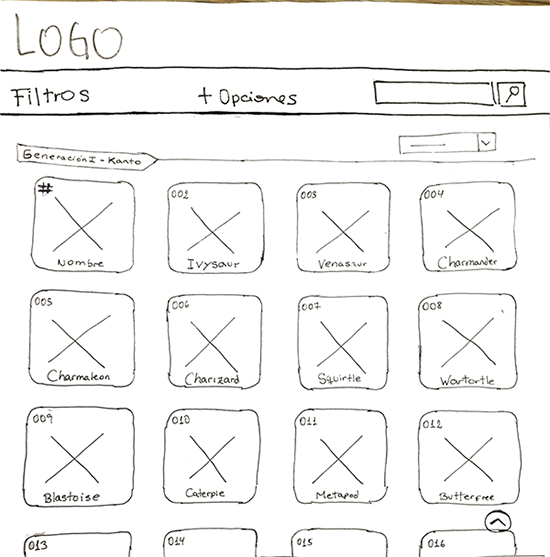 LOGO
Filtros + Opciones
Generación I - Kanto
# 002 003 004
Nombre Ivysaur Venasaur Charmander
005 006 007 008
Charmaleon Charizard Squirtle Wartortle
009 010 011 012
Blastoise Caterpie Metapod Butterfree
013 014 015 016